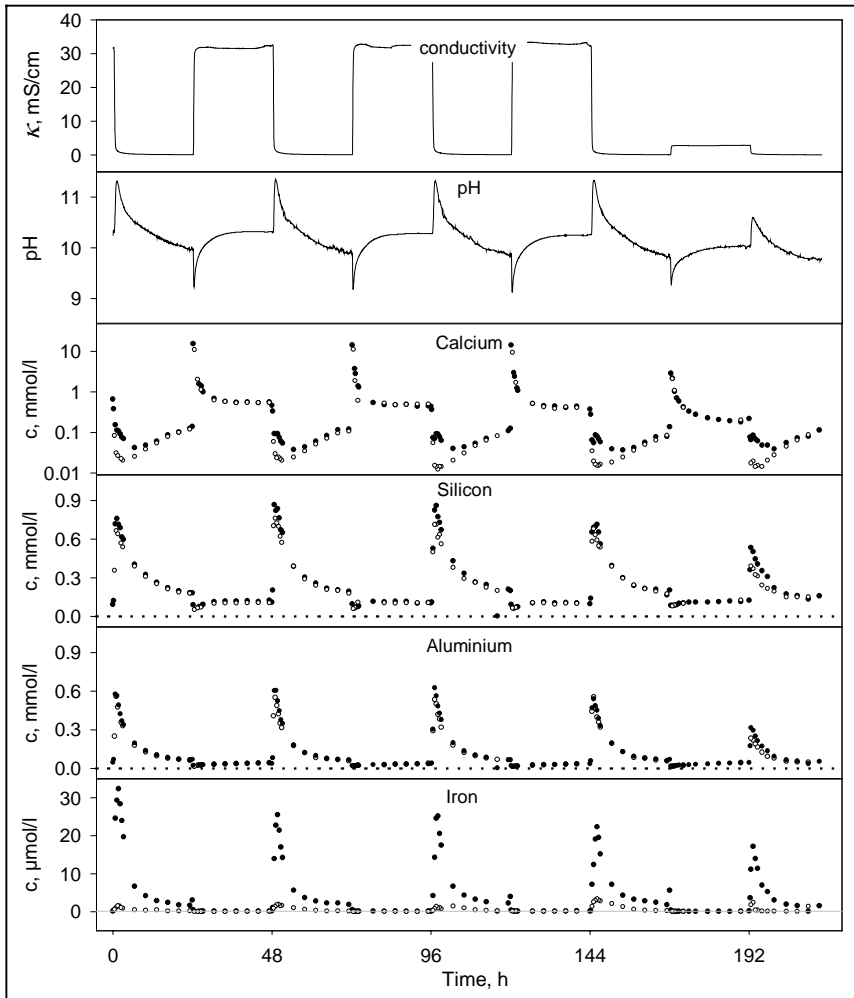 40
30
20
10
0
κ, mS/cm
conductivity
11
10
9
pH
pH
10
1
0.1
0.01
c, mmol/l
Calcium
0.9
0.6
0.3
0.0
c, mmol/l
Silicon
0.9
0.6
0.3
0.0
c, mmol/l
Aluminium
30
20
10
0
c, µmol/l
Iron
0 48 96 144 192
Time, h